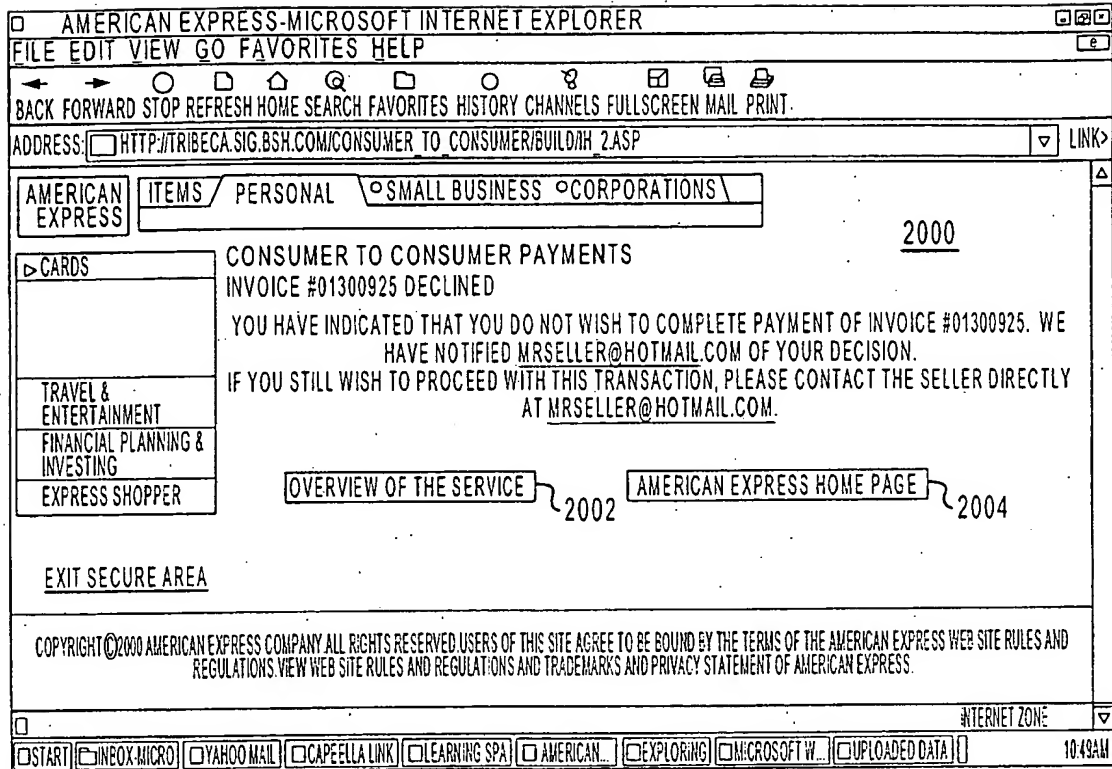 AMERICAN EXPRESS-MICROSOFT INTERNET EXPLORER
FILE EDIT VIEW GO FAVORITES HELP
e
BACK FORWARD STOP REFRESH HOME SEARCH FAVORITES HISTORY CHANNELS FULLSCREEN MAIL PRINT
ADDRESS: HTTP://TRIBECA.SIG.BSH.COM/CONSUMER_TO_CONSUMER/BUILD/IH_2.ASP LINK>
AMERICAN EXPRESS
ITEMS PERSONAL SMALL BUSINESS CORPORATIONS
2000
CARDS
TRAVEL & ENTERTAINMENT
FINANCIAL PLANNING & INVESTING
EXPRESS SHOPPER
CONSUMER TO CONSUMER PAYMENTS
INVOICE #01300925 DECLINED
YOU HAVE INDICATED THAT YOU DO NOT WISH TO COMPLETE PAYMENT OF INVOICE #01300925. WE
HAVE NOTIFIED MRSELLER@HOTMAIL.COM OF YOUR DECISION.
IF YOU STILL WISH TO PROCEED WITH THIS TRANSACTION, PLEASE CONTACT THE SELLER DIRECTLY
AT MRSELLER@HOTMAIL.COM.
OVERVIEW OF THE SERVICE 2002 AMERICAN EXPRESS HOME PAGE 2004
EXIT SECURE AREA
COPYRIGHT ©2000 AMERICAN EXPRESS COMPANY ALL RIGHTS RESERVED.USERS OF THIS SITE AGREE TO BE BOUND BY THE TERMS OF THE AMERICAN EXPRESS WEB SITE RULES AND
REGULATIONS.VIEW WEB SITE RULES AND REGULATIONS AND TRADEMARKS AND PRIVACY STATEMENT OF AMERICAN EXPRESS.
INTERNET ZONE
START INBOX-MICRO YAHOO MAIL CAPEELLA LINK LEARNING SPA AMERICAN... EXPLORING MICROSOFT W... UPLOADED DATA 10:49AM